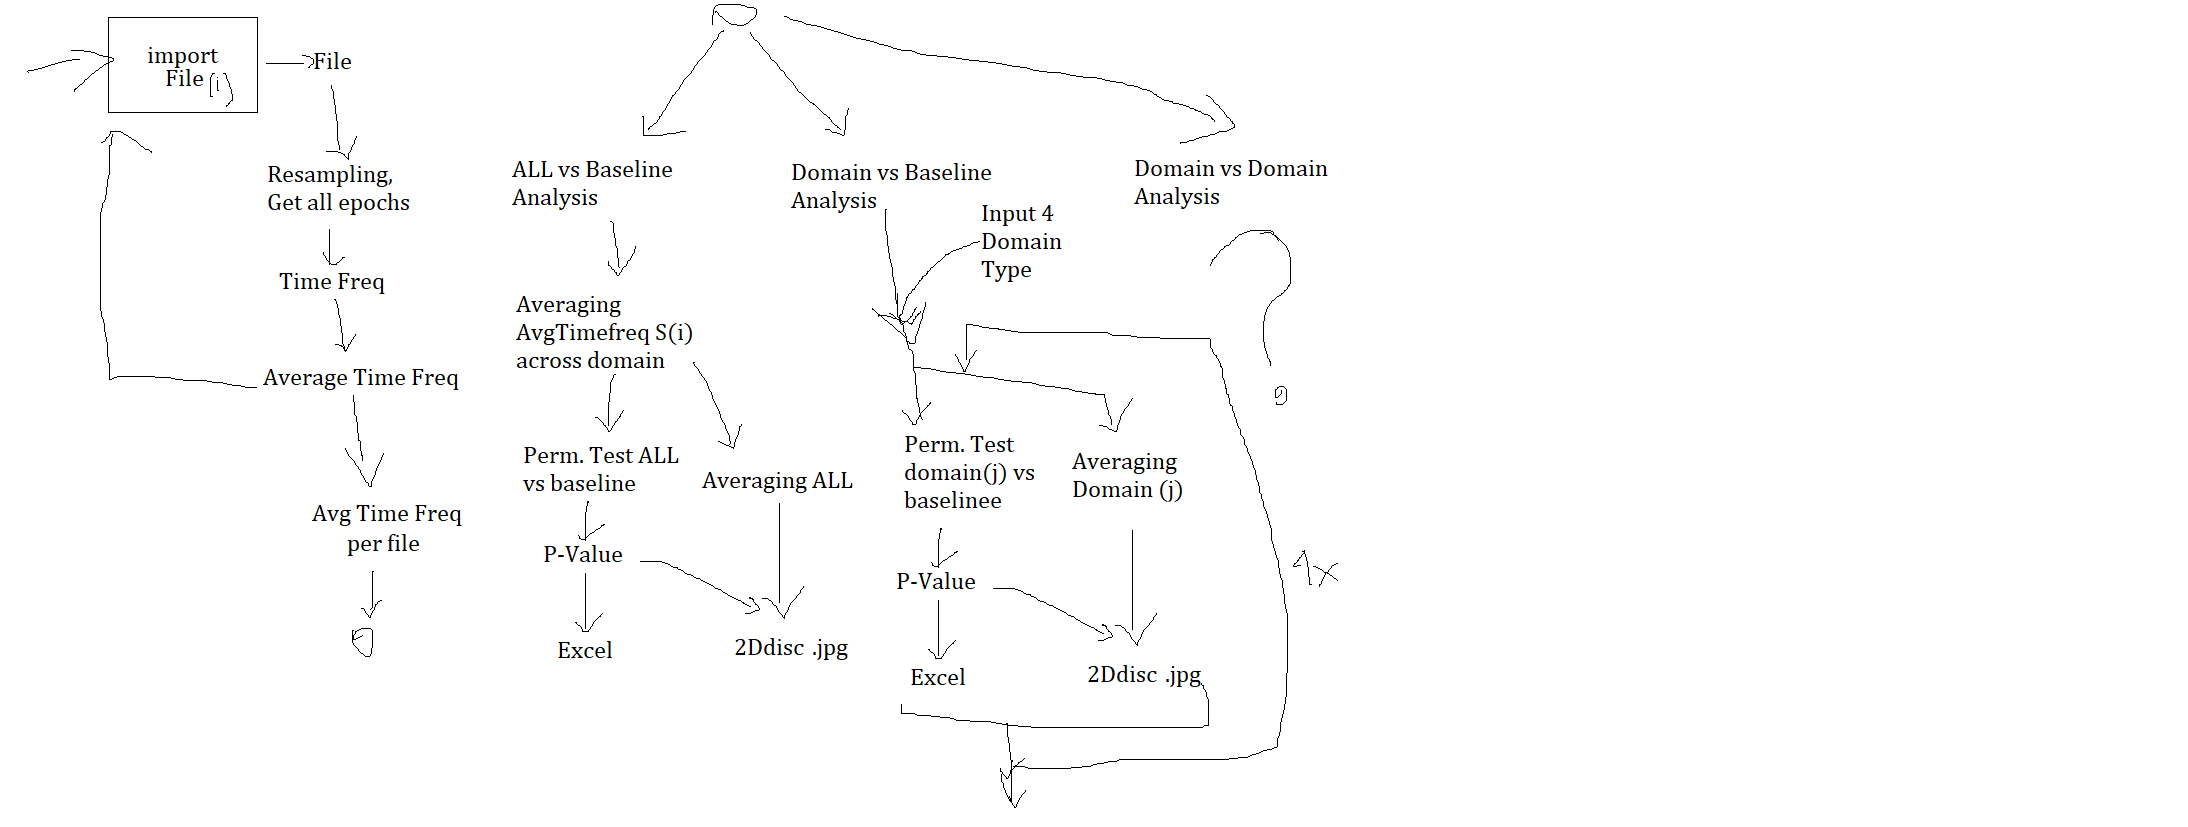 import
File (i)
File
Resampling,
Get all epochs
Time Freq
Average Time Freq
Avg Time Freq
per file
ALL vs Baseline
Analysis
Averaging
AvgTimefreq S(i)
across domain
Perm. Test ALL
vs baseline
Averaging ALL
P-Value
Excel
2Ddisc .jpg
Domain vs Baseline
Analysis
Input 4
Domain
Type
Perm. Test
domain(j) vs
baselinee
Averaging
Domain (j)
P-Value
Excel
2Ddisc .jpg
4x
Domain vs Domain
Analysis
?